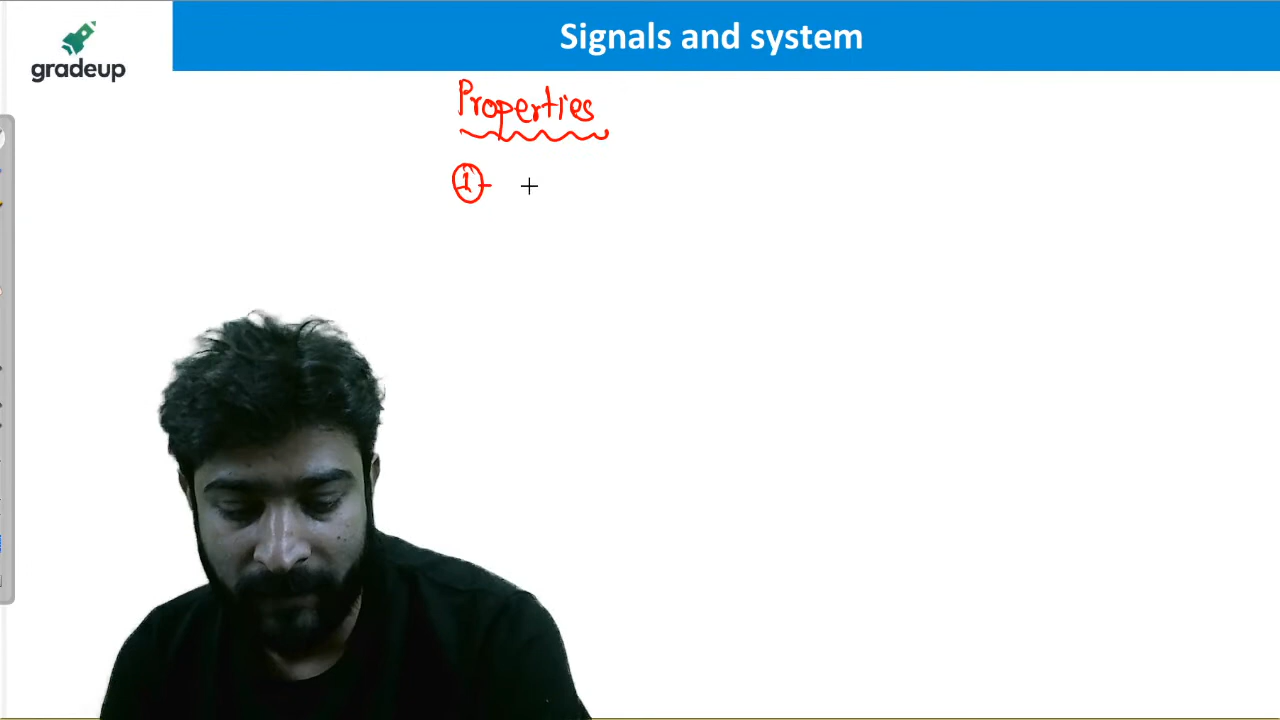 gradeup
Signals and system
Properties
① -